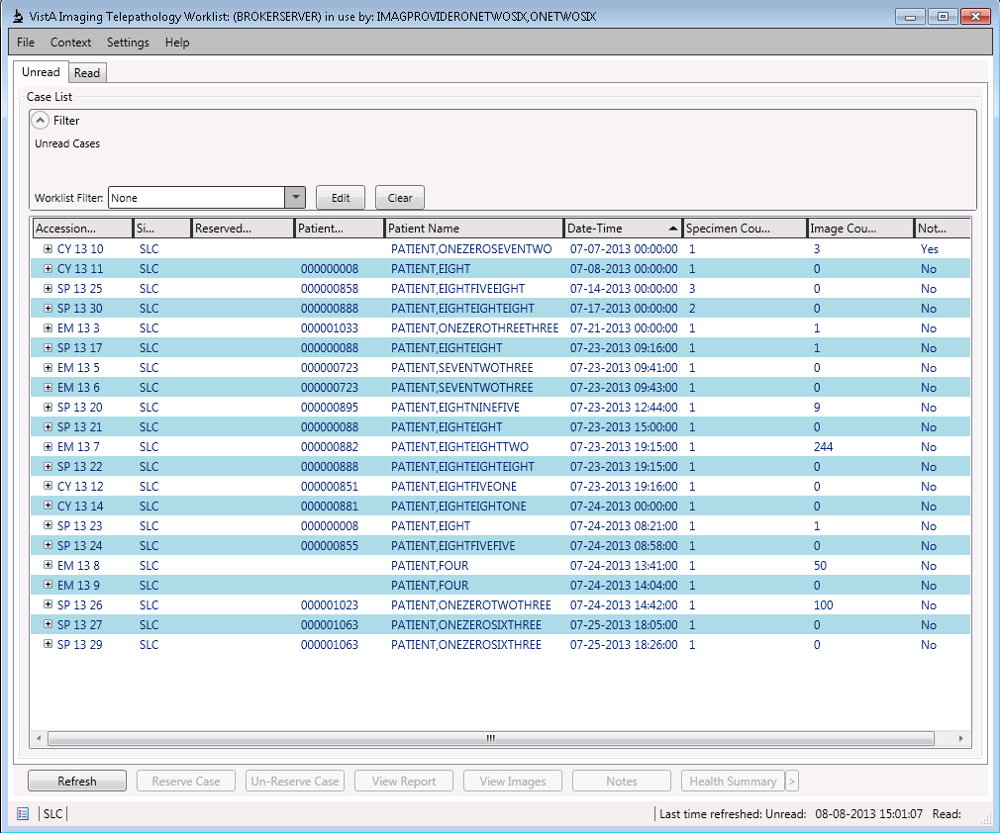 VistA Imaging Telepathology Worklist: (BROKERSERVER) in use by: IMAGPROVIDERONETWOSIX,ONETWOSIX
File Context Settings Help
Unread Read
Case List
Filter
Unread Cases
Worklist Filter: None Edit Clear
Accession... Si... Reserved... Patient... Patient Name Date-Time Specimen Cou... Image Cou... Not...
CY 13 10 SLC PATIENT,ONEZEROSEVENTWO 07-07-2013 00:00:00 1 3 Yes
CY 13 11 SLC 000000008 PATIENT,EIGHT 07-08-2013 00:00:00 1 0 No
SP 13 25 SLC 000000858 PATIENT,EIGHTFIVEEIGHT 07-14-2013 00:00:00 3 0 No
SP 13 30 SLC 000000888 PATIENT,EIGHTEIGHTEIGHT 07-17-2013 00:00:00 2 0 No
EM 13 3 SLC 000001033 PATIENT,ONEZEROTHREETHREE 07-21-2013 00:00:00 1 1 No
SP 13 17 SLC 000000088 PATIENT,EIGHTEIGHT 07-23-2013 09:16:00 1 1 No
EM 13 5 SLC 000000723 PATIENT,SEVENTWOTHREE 07-23-2013 09:41:00 1 0 No
EM 13 6 SLC 000000723 PATIENT,SEVENTWOTHREE 07-23-2013 09:43:00 1 0 No
SP 13 20 SLC 000000895 PATIENT,EIGHTNINEFIVE 07-23-2013 12:44:00 1 9 No
SP 13 21 SLC 000000088 PATIENT,EIGHTEIGHT 07-23-2013 15:00:00 1 0 No
EM 13 7 SLC 000000882 PATIENT,EIGHTEIGHTTWO 07-23-2013 19:15:00 1 244 No
SP 13 22 SLC 000000888 PATIENT,EIGHTEIGHTEIGHT 07-23-2013 19:15:00 1 0 No
CY 13 12 SLC 000000851 PATIENT,EIGHTFIVEONE 07-23-2013 19:16:00 1 0 No
CY 13 14 SLC 000000881 PATIENT,EIGHTEIGHTONE 07-24-2013 00:00:00 1 0 No
SP 13 23 SLC 000000008 PATIENT,EIGHT 07-24-2013 08:21:00 1 1 No
SP 13 24 SLC 000000855 PATIENT,EIGHTFIVEFIVE 07-24-2013 08:58:00 1 0 No
EM 13 8 SLC PATIENT,FOUR 07-24-2013 13:41:00 1 50 No
EM 13 9 SLC PATIENT,FOUR 07-24-2013 14:04:00 1 0 No
SP 13 26 SLC 000001023 PATIENT,ONEZEROTWOTHREE 07-24-2013 14:42:00 1 100 No
SP 13 27 SLC 000001063 PATIENT,ONEZEROSIXTHREE 07-25-2013 18:05:00 1 0 No
SP 13 29 SLC 000001063 PATIENT,ONEZEROSIXTHREE 07-25-2013 18:26:00 1 0 No
Refresh Reserve Case Un-Reserve Case View Report View Images Notes Health Summary >
SLC Last time refreshed: Unread: 08-08-2013 15:01:07 Read: